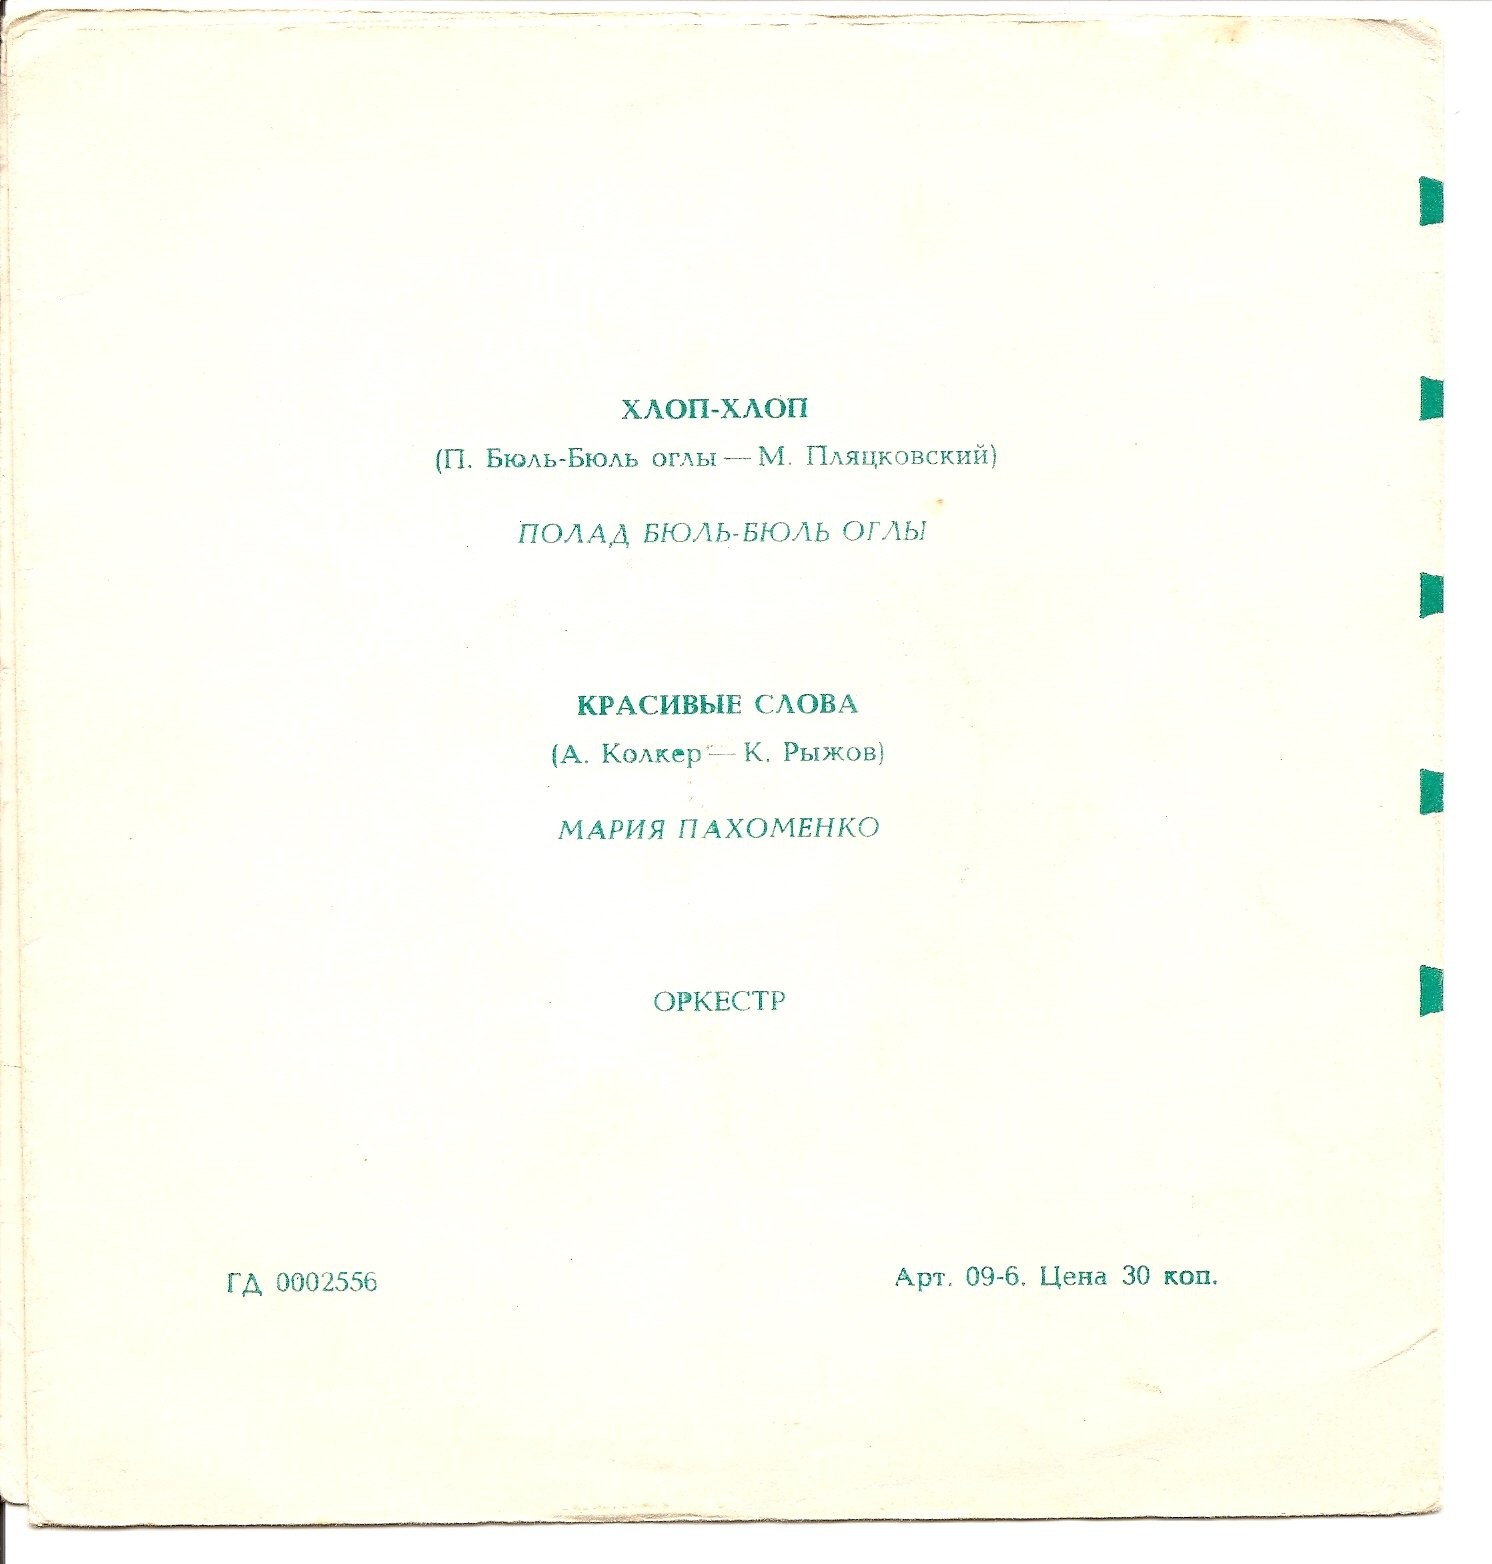 ХЛОП-ХЛОП
(П. Бюль-Бюль оглы — М. Пляцковский)
ПОЛАД БЮЛЬ-БЮЛЬ ОГЛЫ
КРАСИВЫЕ СЛОВА
(А. Колкер — К. Рыжов)
МАРИЯ ПАХОМЕНКО
ОРКЕСТР
ГД 0002556
Арт. 09-6. Цена 30 коп.